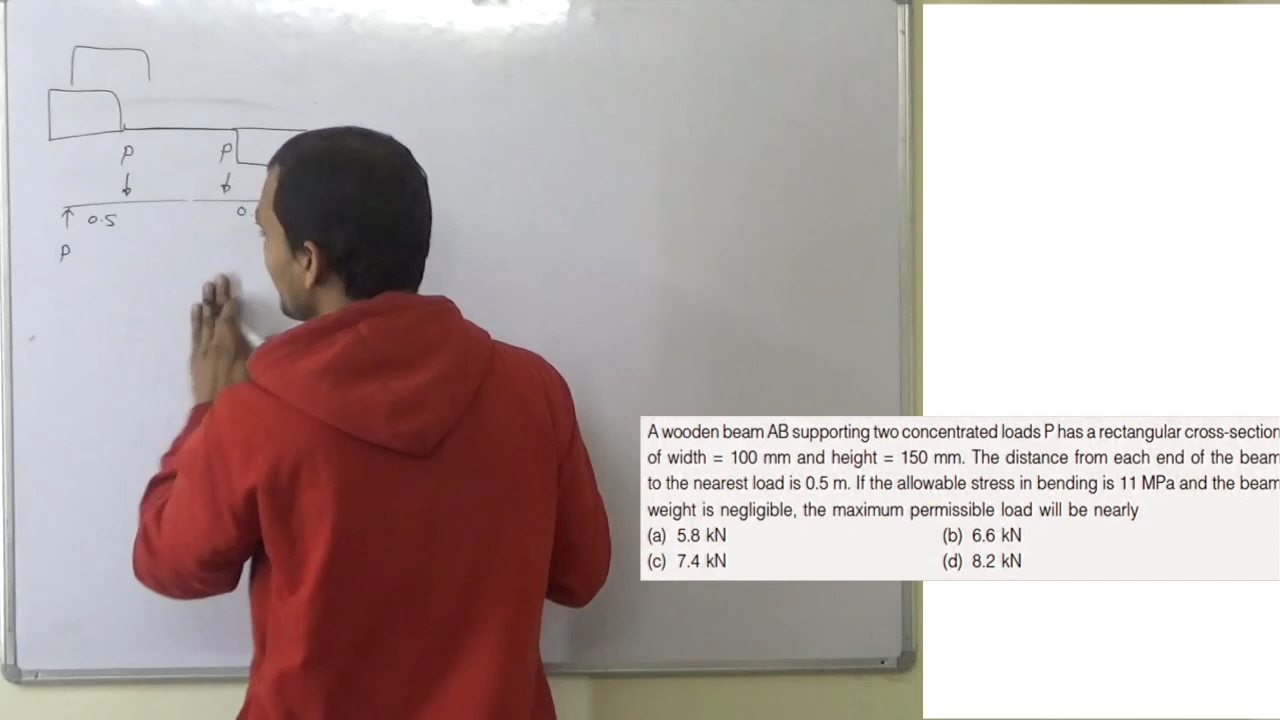 P P
0.5 0.
P
A wooden beam AB supporting two concentrated loads P has a rectangular cross-section
of width = 100 mm and height = 150 mm. The distance from each end of the beam
to the nearest load is 0.5 m. If the allowable stress in bending is 11 MPa and the beam
weight is negligible, the maximum permissible load will be nearly
(a) 5.8 kN (b) 6.6 kN
(c) 7.4 kN (d) 8.2 kN